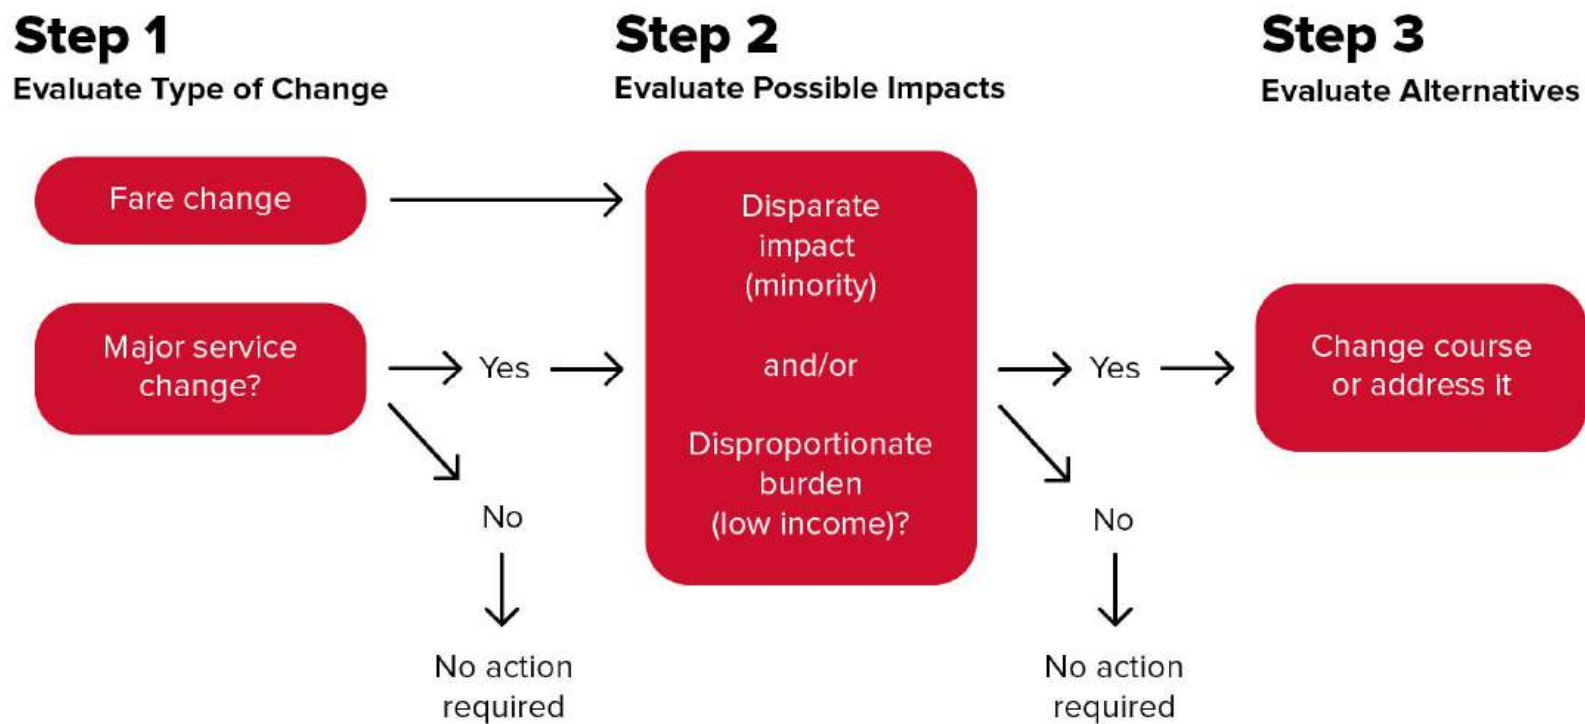 Step 1
Evaluate Type of Change
Fare change
Major service
change?
Yes
No
No action
required
Step 2
Evaluate Possible Impacts
Disparate
impact
(minority)
and/or
Disproportionate
burden
(low income)?
Yes
No
No action
required
Step 3
Evaluate Alternatives
Change course
or address it